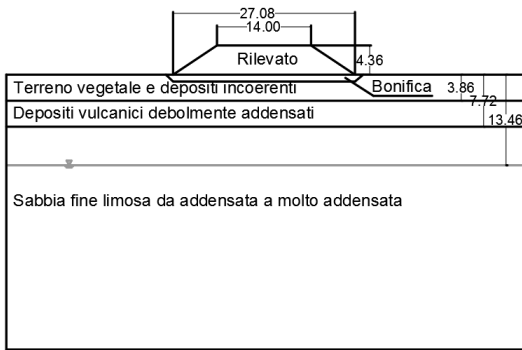 27.08
14.00
Rilevato
4.36
Terreno vegetale e depositi incoerenti
Bonifica
3.86
7.72
Depositi vulcanici debolmente addensati
13.46
Sabbia fine limosa da addensata a molto addensata